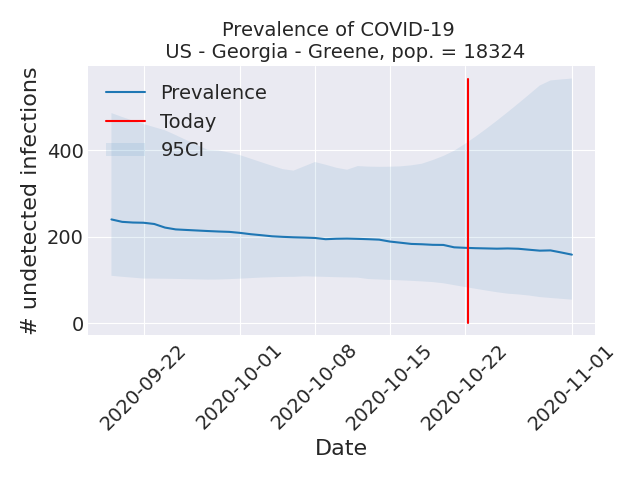 Prevalence of COVID-19
US - Georgia - Greene, pop. = 18324
# undetected infections
400
200
0
Prevalence
Today
95CI
2020-09-22
2020-10-01
2020-10-08
2020-10-15
2020-10-22
2020-11-01
Date